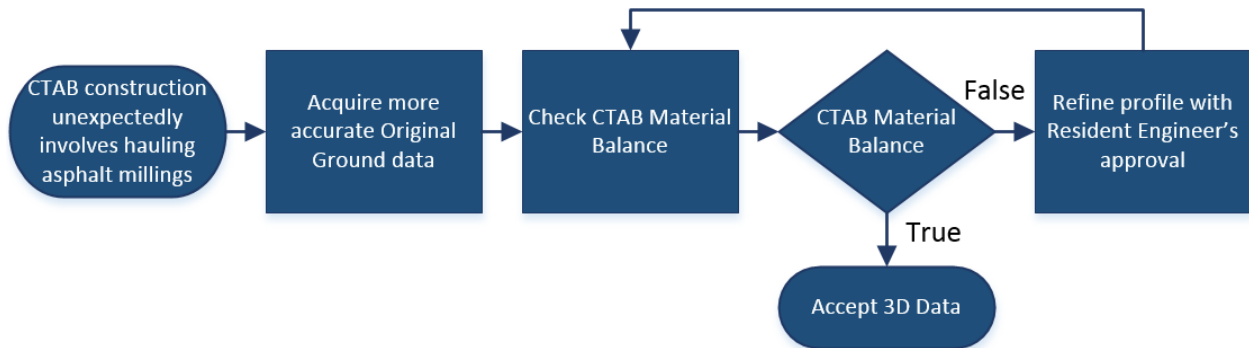 CTAB construction
unexpectedly
involves hauling
asphalt millings
Acquire more
accurate Original
Ground data
Check CTAB Material
Balance
CTAB Material
Balance
False
Refine profile with
Resident Engineer's
approval
True
Accept 3D Data